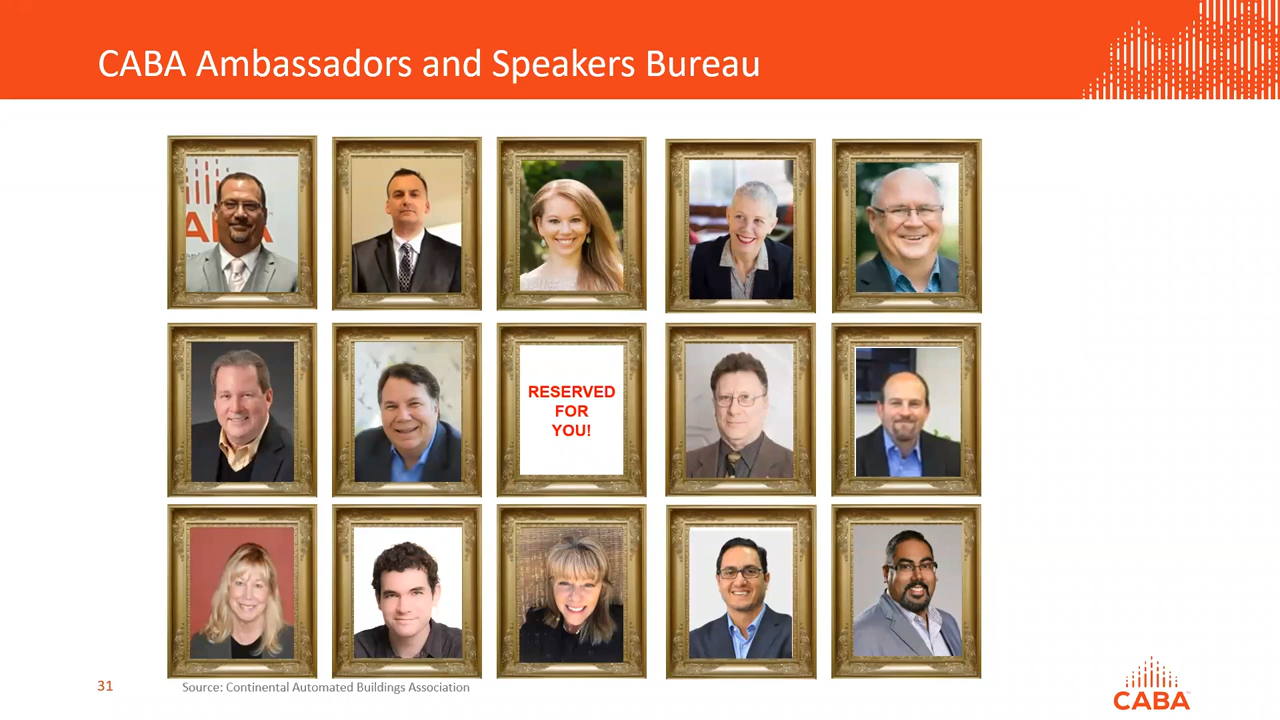 CABA Ambassadors and Speakers Bureau
RESERVED
FOR
YOU!
31
Source: Continental Automated Buildings Association
CABA